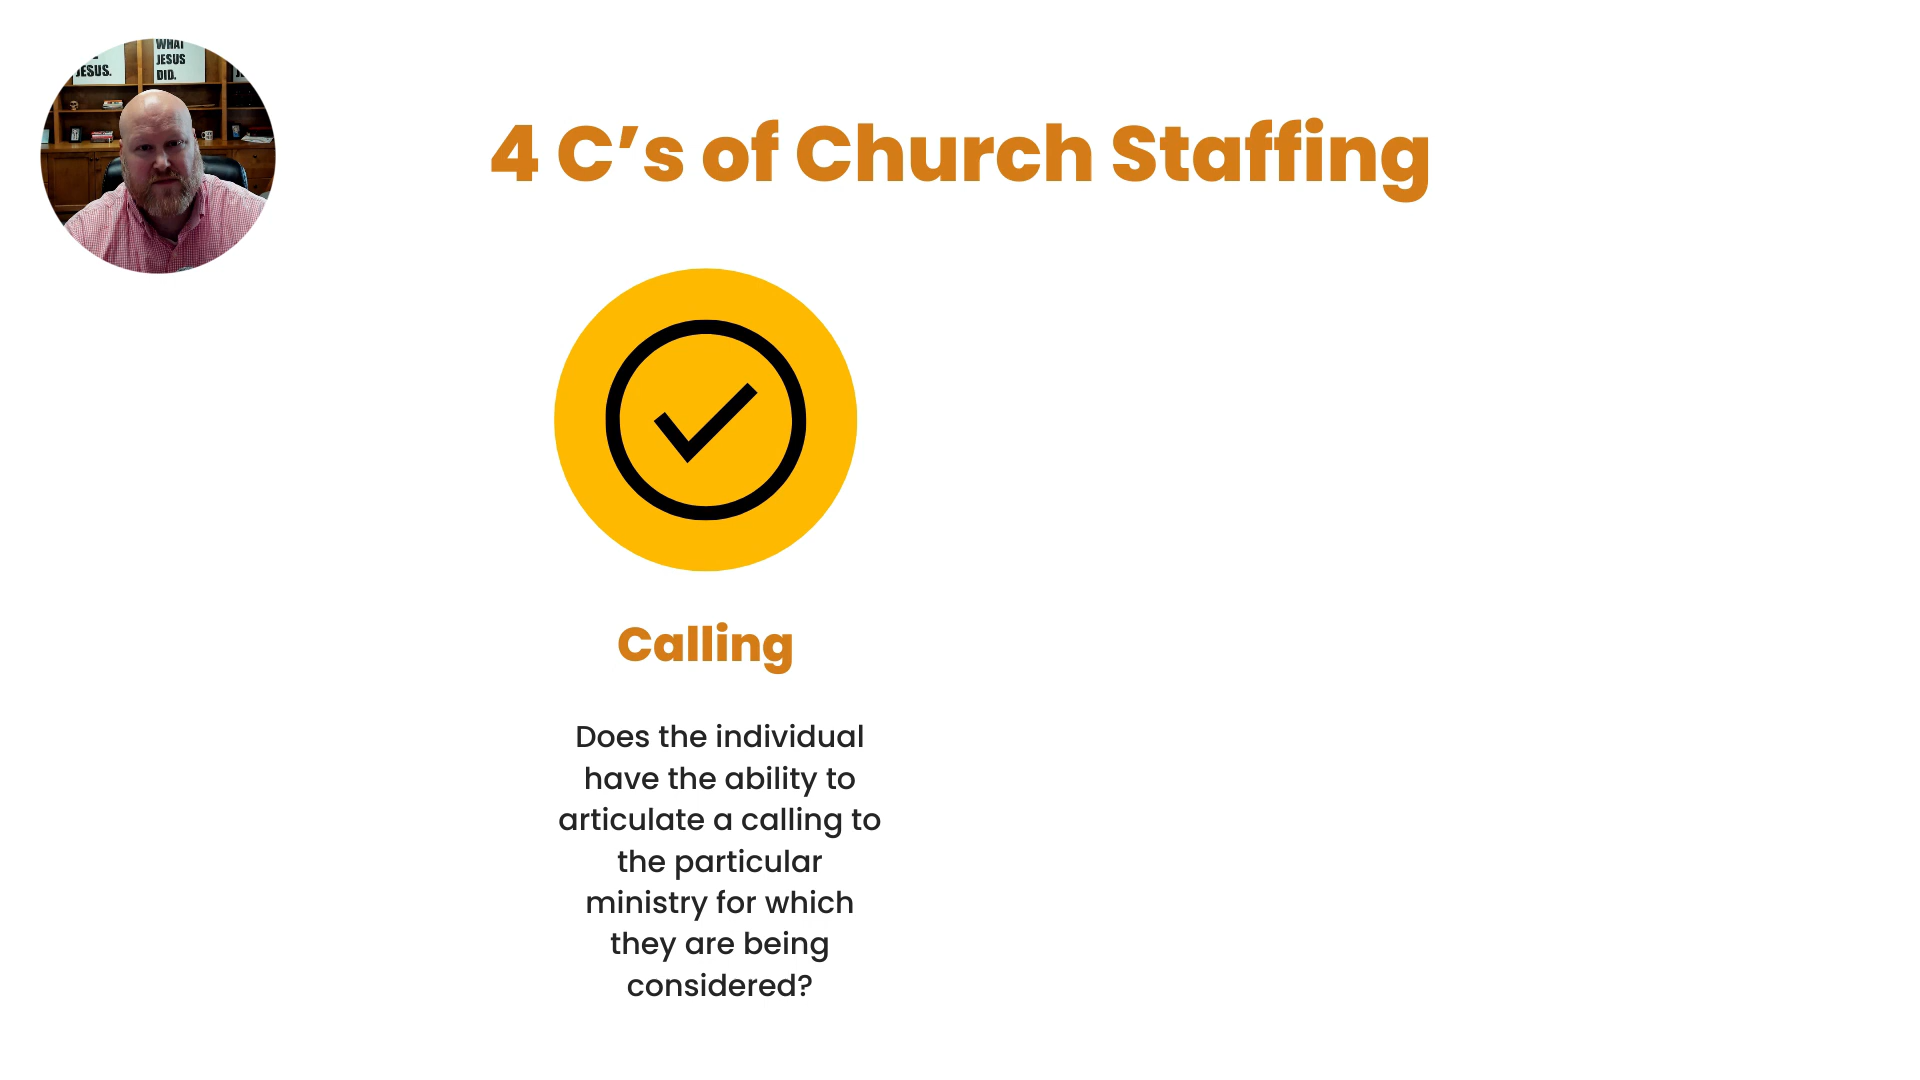 JESUS.
WHAT
JESUS
DID.
4 C’s of Church Staffing
Calling
Does the individual
have the ability to
articulate a calling to
the particular
ministry for which
they are being
considered?